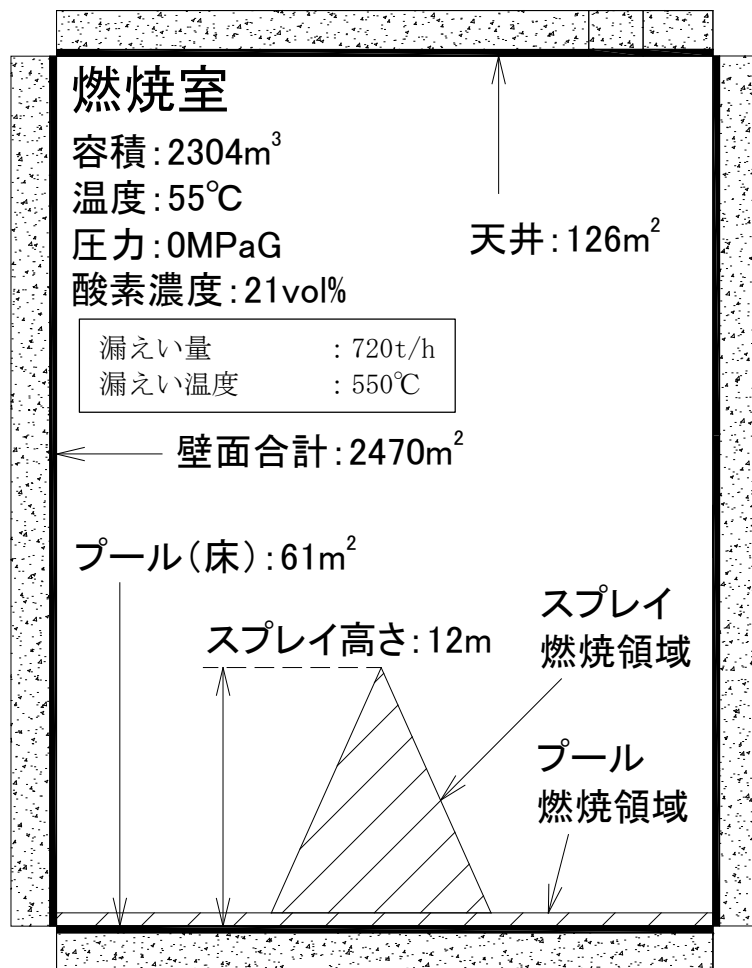 燃焼室
容積:2304m³
温度:55℃
圧力:0MPaG
酸素濃度:21vol%
天井:126m²
漏えい量 :720t/h
漏えい温度 :550℃
壁面合計:2470m²
プール(床):61m²
スプレイ高さ:12m
スプレイ
燃焼領域
プール
燃焼領域